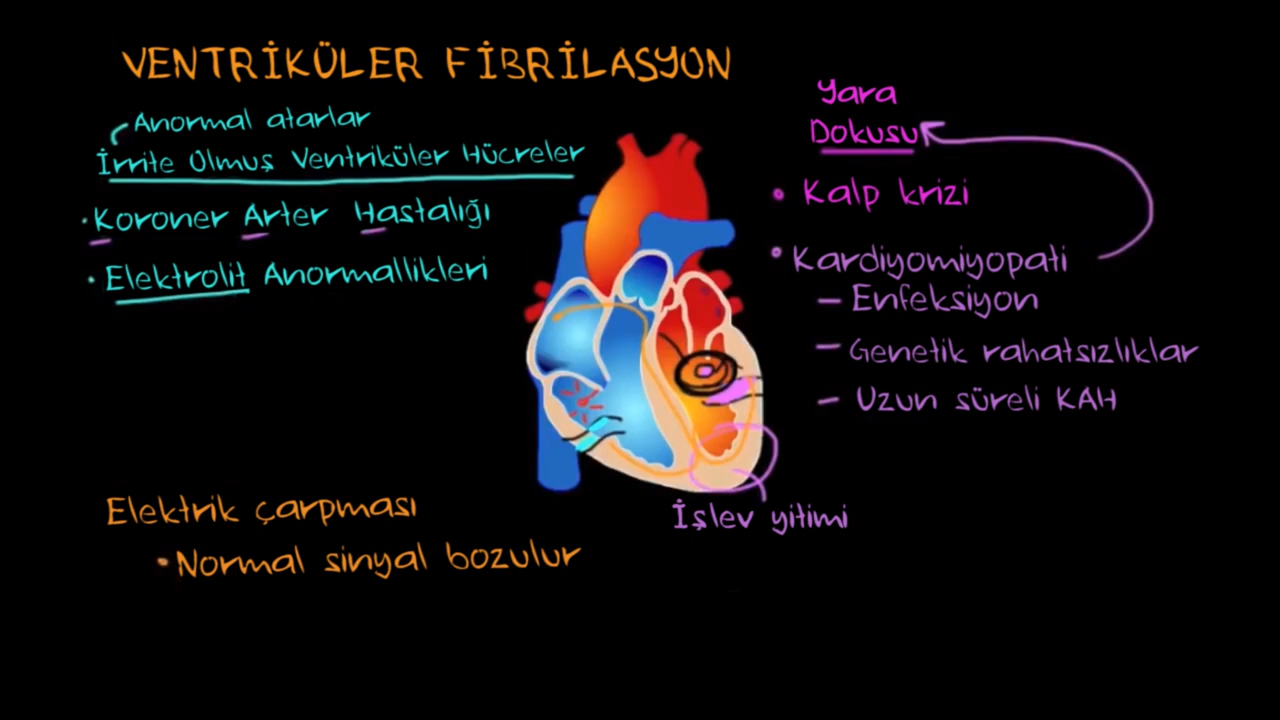 VENTRİKÜLER FİBRİLASYON
Anormal atarlar
İrrite Olmuş Ventriküler Hücreler
· Koroner Arter Hastalığı
· Elektrolit Anormallikleri
Elektrik çarpması
• Normal sinyal bozulur
Yara
Dokusu
• Kalp krizi
• Kardiyomiyopati
- Enfeksiyon
- Genetik rahatsızlıklar
- Uzun süreli KAH
İşlev yitimi